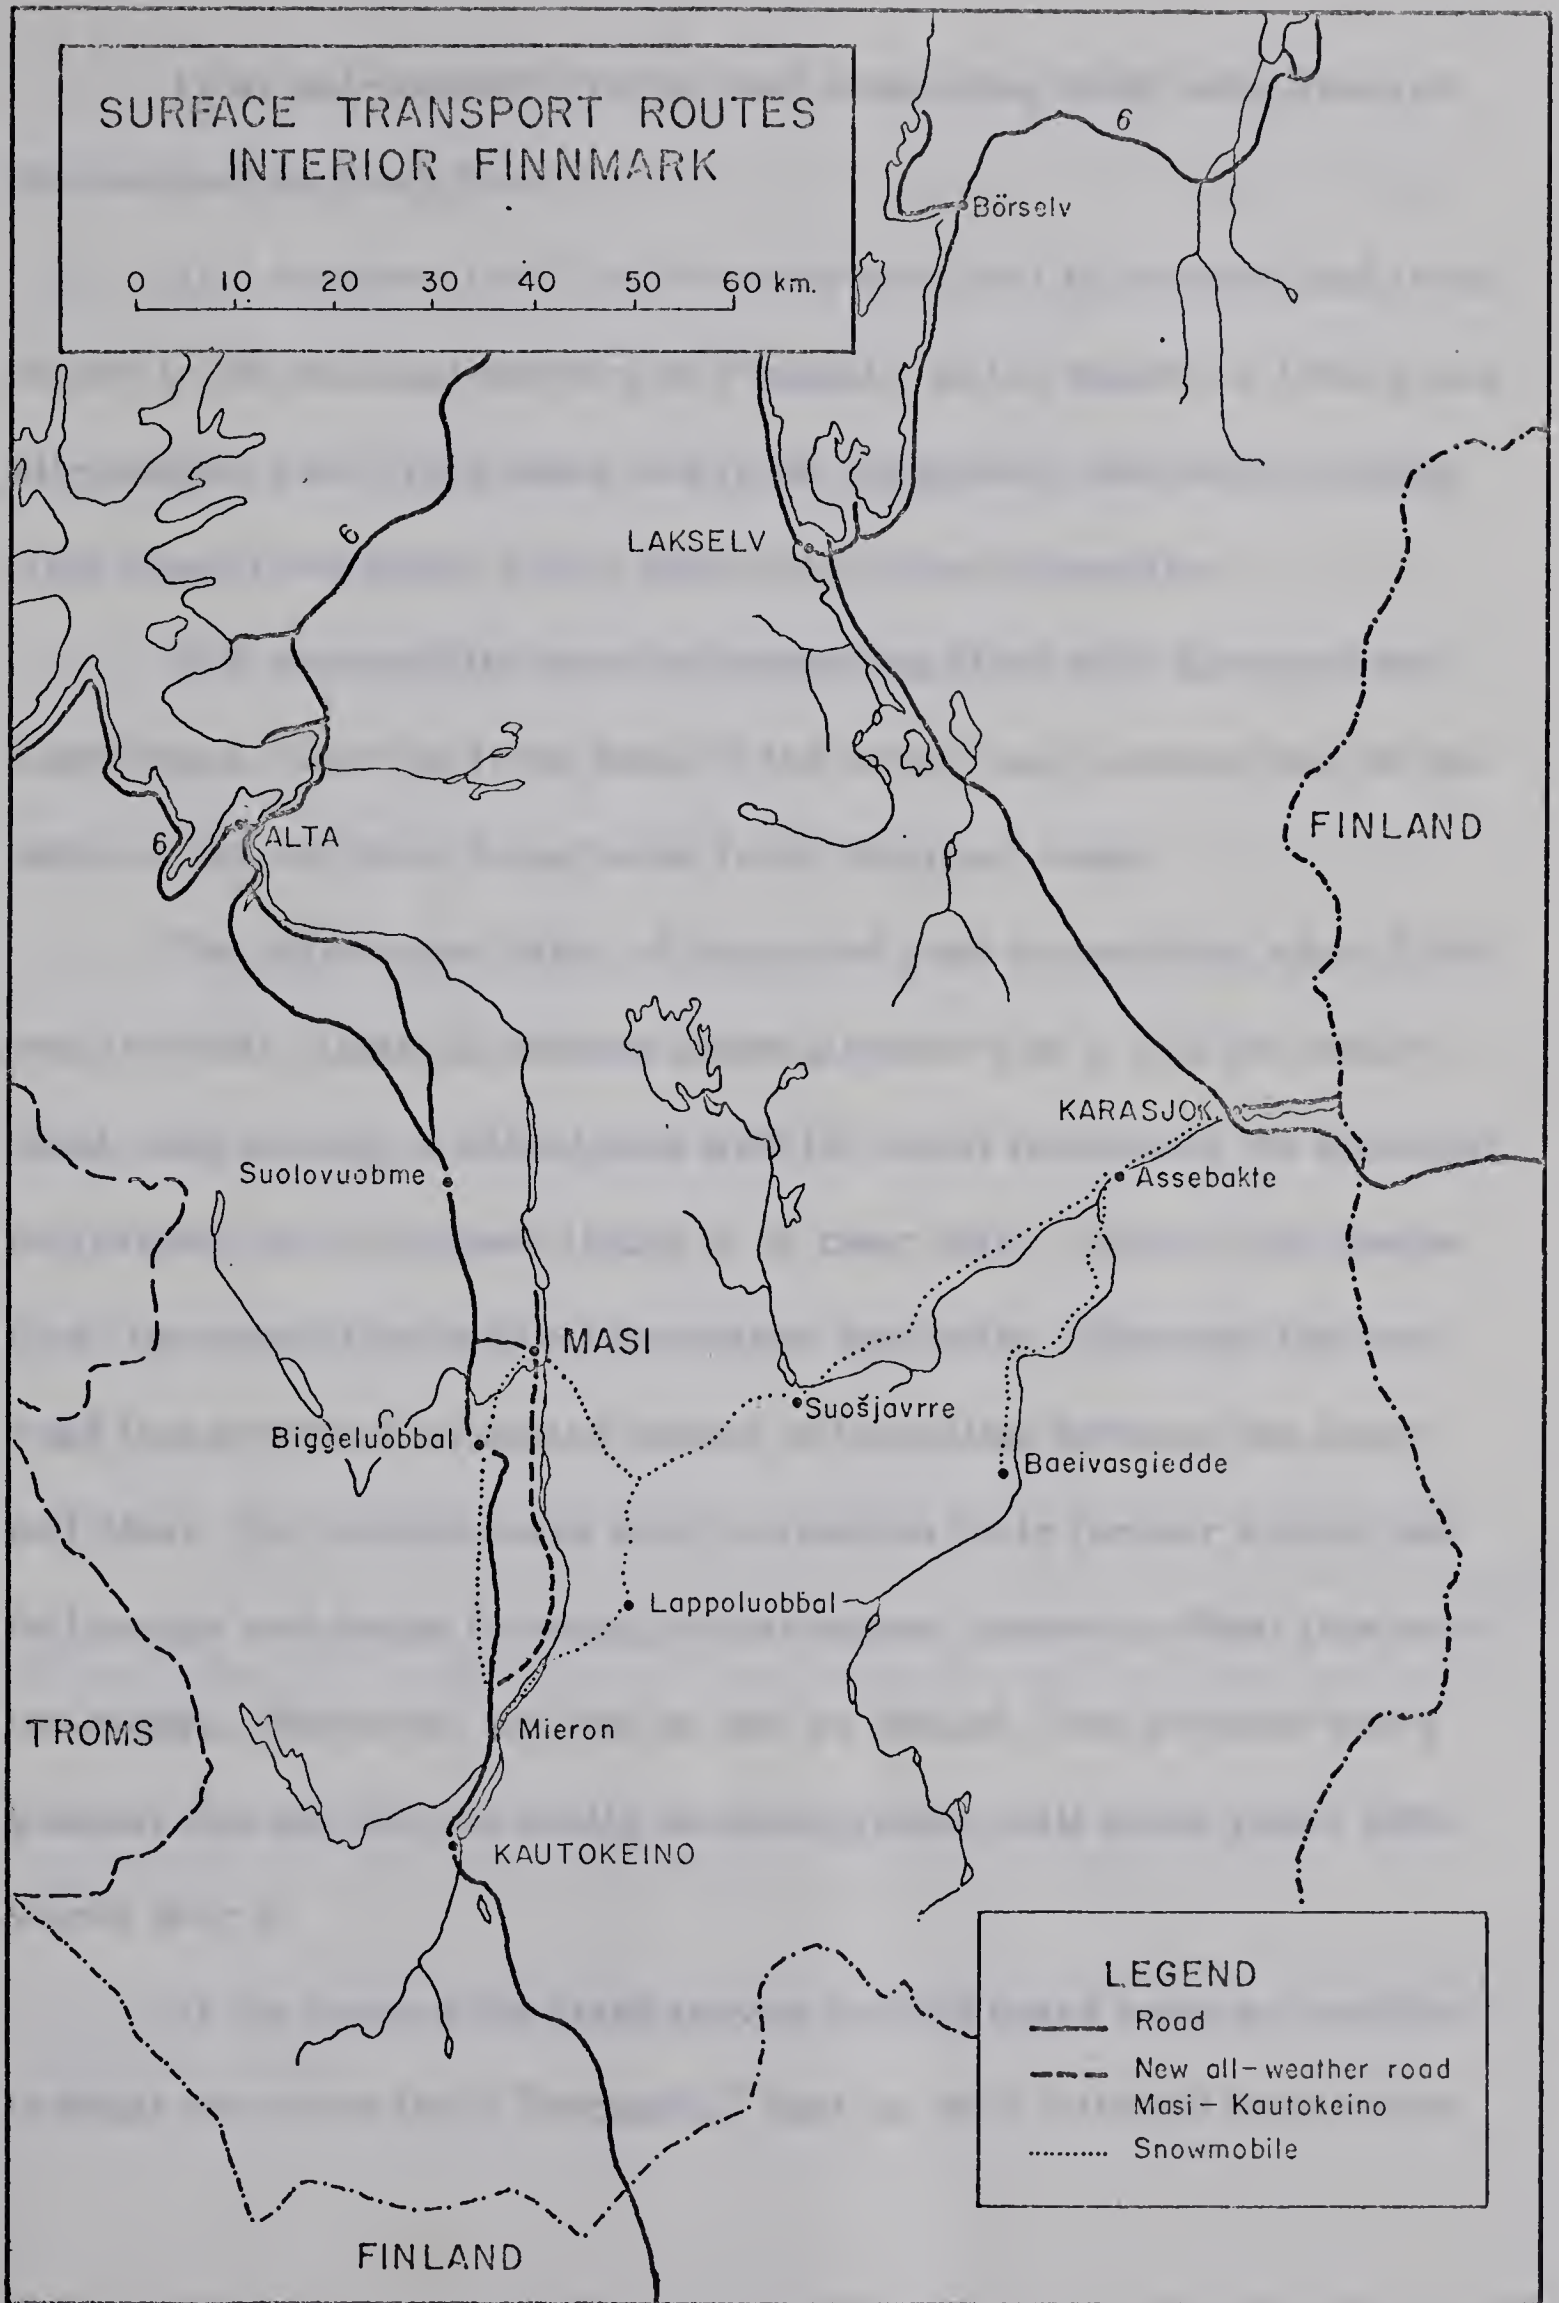 SURFACE TRANSPORT ROUTES
INTERIOR FINNMARK
0 10 20 30 40 50 60 km.
6
Börselv
6
LAKSELV
FINLAND
6
ALTA
KARASJOK
Assebakte
Suolovuobme
MASI
Suošjavrre
Biggeluobbal
Baeivasgiedde
Lappoluobbal
TROMS
Mieron
KAUTOKEINO
LEGEND
Road
New all-weather road
Masi - Kautokeino
Snowmobile
FINLAND